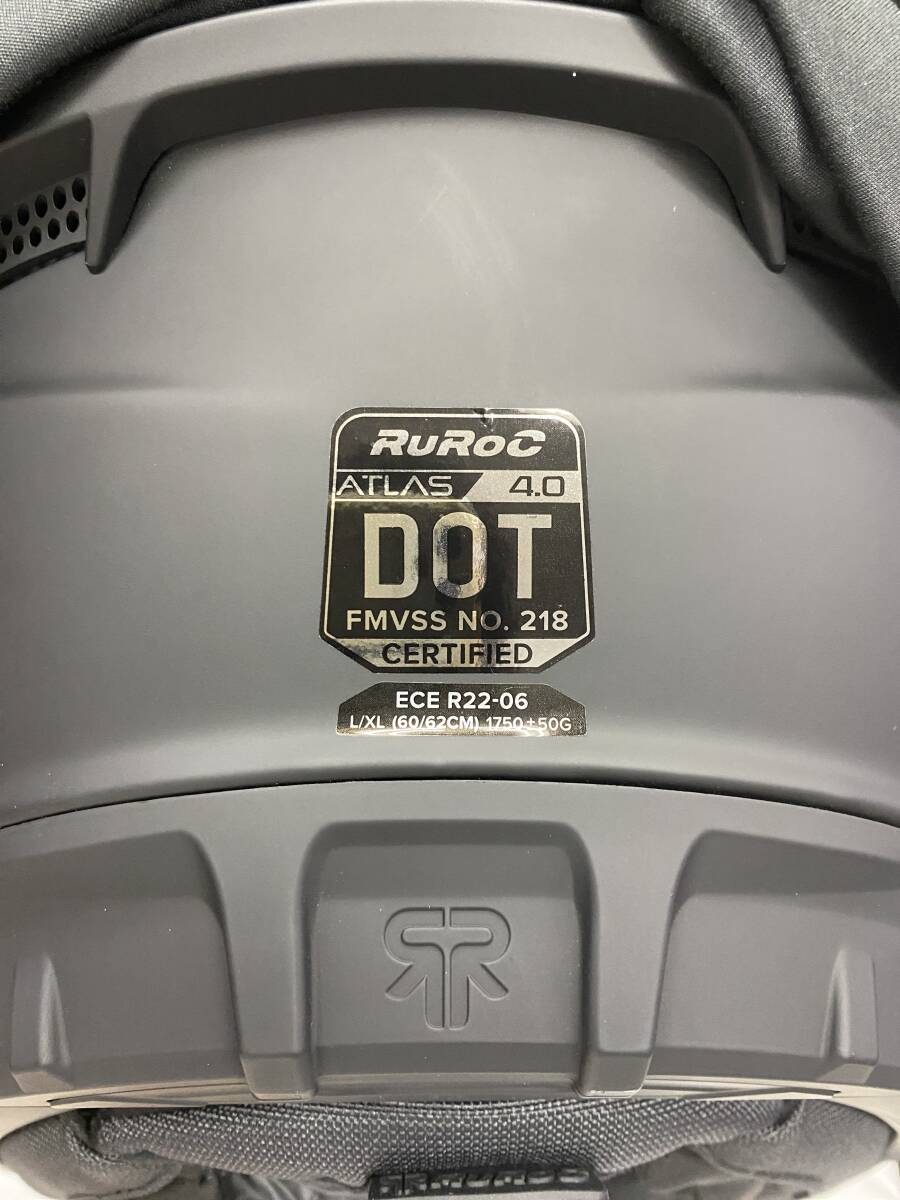 RUROC
ATLAS 4.0
DOT
FMVSS NO. 218
CERTIFIED
ECE R22-06
L/XL (60/62CM) 1750±50G